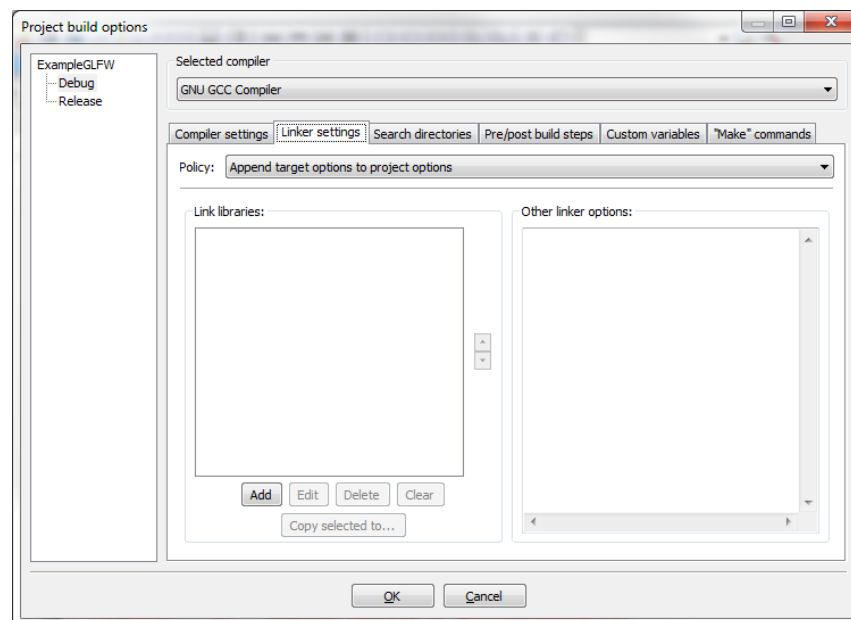 Project build options
ExampleGLFW
Debug
Release
Selected compiler
GNU GCC Compiler
Compiler settings Linker settings Search directories Pre/post build steps Custom variables "Make" commands
Policy: Append target options to project options
Link libraries:
Other linker options:
Add Edit Delete Clear
Copy selected to...
OK Cancel